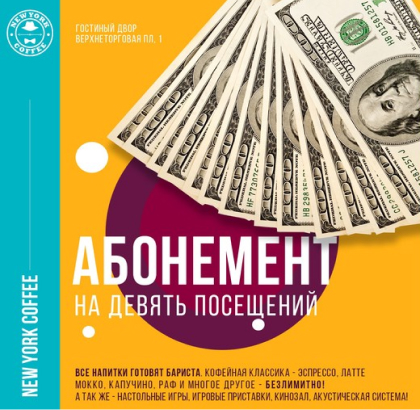 NEW YORK
COFFEE
ГОСТИНЫЙ ДВОР
ВЕРХНЕТОРГОВАЯ ПЛ. 1
АБОНЕМЕНТ
НА ДЕВЯТЬ ПОСЕЩЕНИЙ
NEW YORK COFFEE
ВСЕ НАПИТКИ ГОТОВЯТ БАРИСТА. КОФЕЙНАЯ КЛАССИКА - ЭСПРЕССО, ЛАТТЕ
МОККО, КАПУЧИНО, РАФ И МНОГОЕ ДРУГОЕ - БЕЗЛИМИТНО!
А ТАК ЖЕ - НАСТОЛЬНЫЕ ИГРЫ, ИГРОВЫЕ ПРИСТАВКИ, КИНОЗАЛ, АКУСТИЧЕСКАЯ СИСТЕМА!